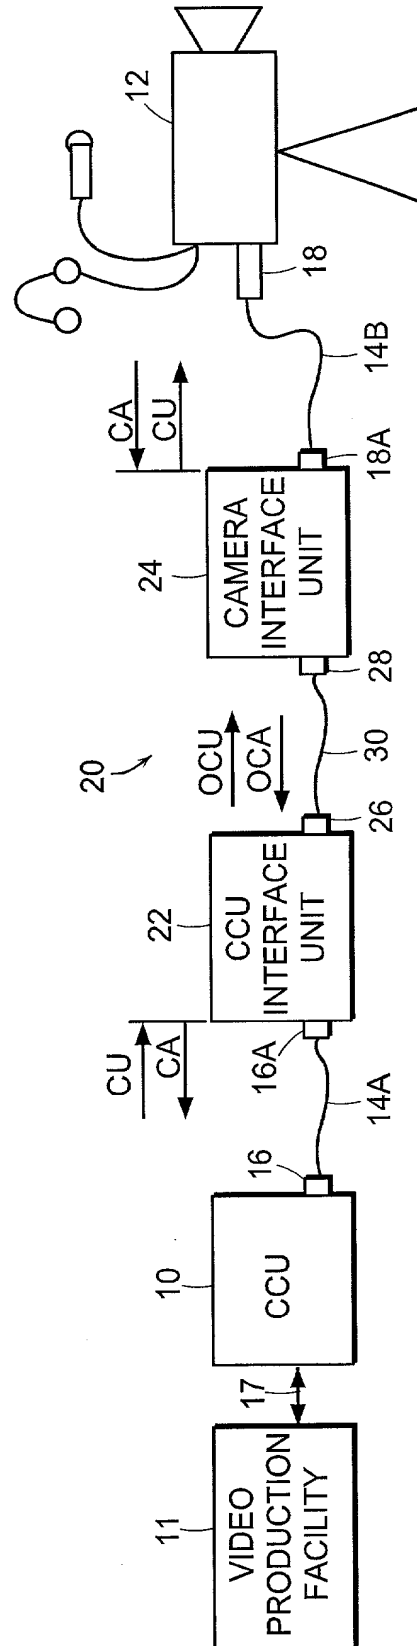 11
VIDEO
PRODUCTION
FACILITY
17
10
CCU
16
14A
16A
CU
CA
22
CCU
INTERFACE
UNIT
26
20
OCU
OCA
30
28
24
CAMERA
INTERFACE
UNIT
18A
CA
CU
14B
18
12